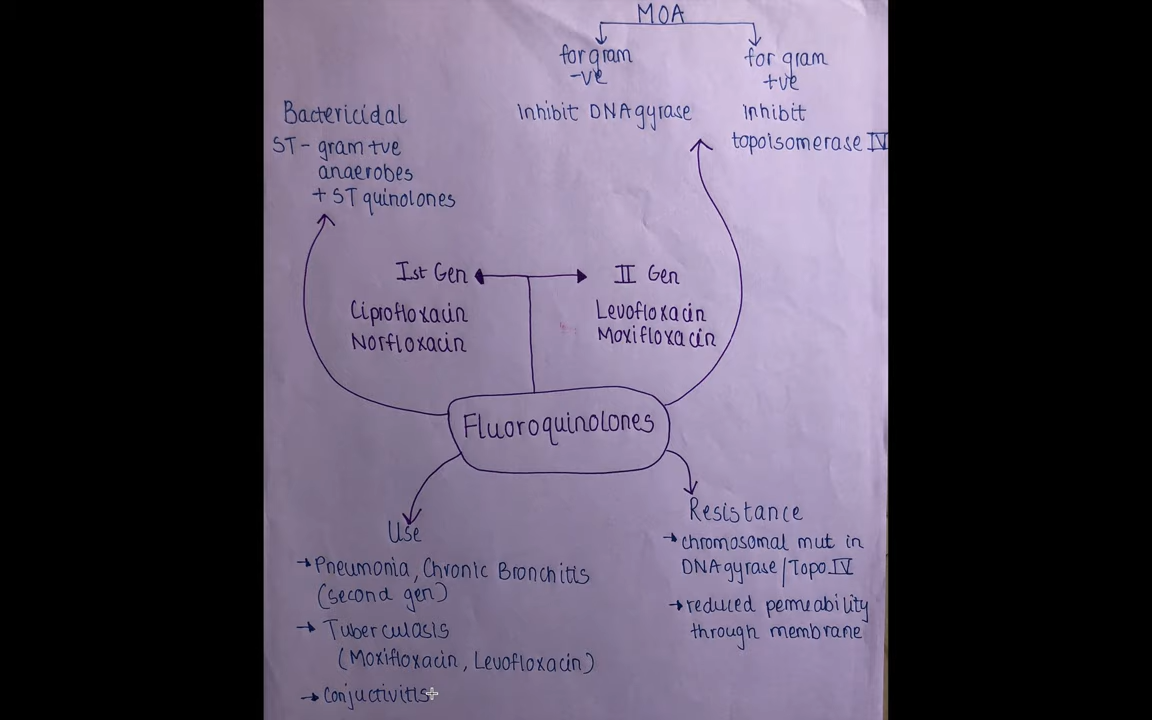 MOA
for gram
-ve
for gram
+ve
Inhibit DNA gyrase
Inhibit
topoisomerase IV
Bactericidal
ST - gram +ve
anaerobes
+ ST quinolones
Ist Gen
II Gen
Ciprofloxacin
Norfloxacin
Levofloxacin
Moxifloxacin
Fluoroquinolones
Use
→ Pneumonia, Chronic Bronchitis
(second gen)
→ Tuberculasis
(Moxifloxacin, Levofloxacin)
→ Conjuctivitis
Resistance
→ chromosomal mut in
DNA gyrase / Topo IV
→ reduced permeability
through membrane